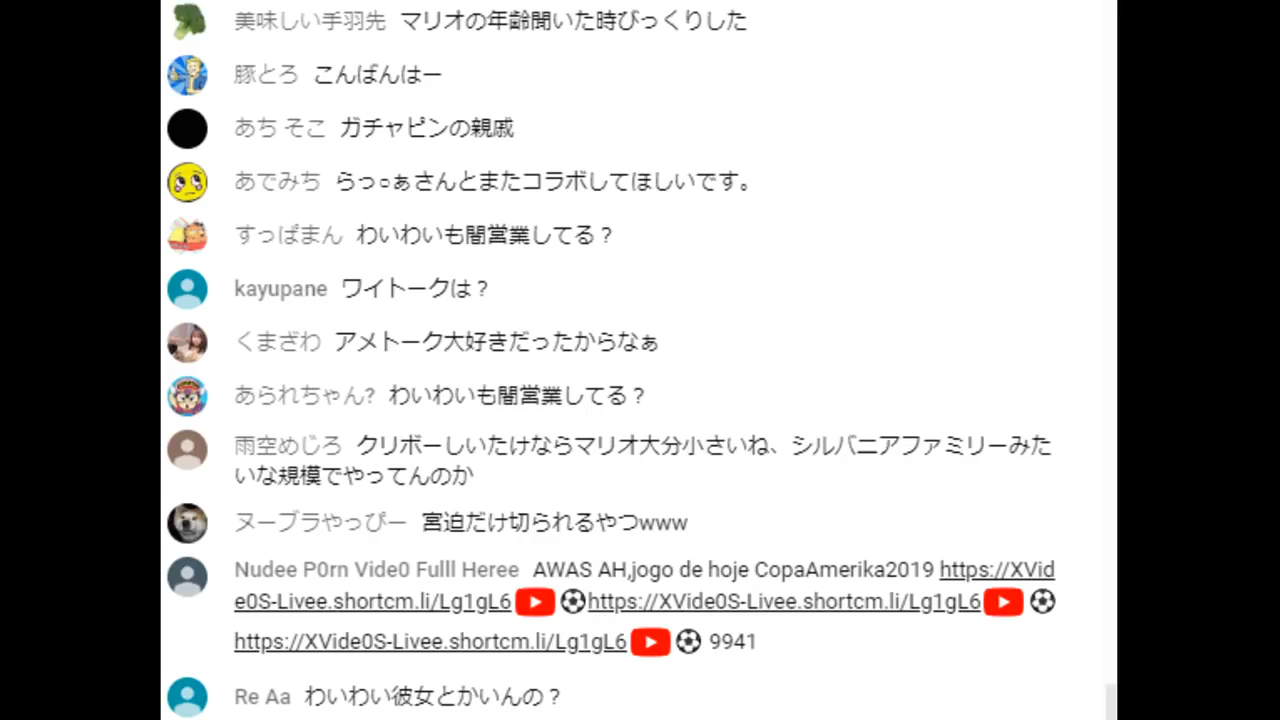 美味しい手羽先 マリオの年齢聞いた時びっくりした
豚とろ こんばんはー
あち そこ ガチャピンの親戚
あでみち らっ○ぁさんとまたコラボしてほしいです。
すっぱまん わいわいも闇営業してる？
kayupane ワイトークは？
くまざわ アメトーク大好きだったからなぁ
あられちゃん? わいわいも闇営業してる？
雨空めじろ クリボーしいたけならマリオ大分小さいね、シルバニアファミリーみた
いな規模でやってんのか
ヌーブラやっぴー 宮迫だけ切られるやつwww
Nudee P0rn Vide0 Fulll Heree AWAS AH,jogo de hoje CopaAmerika2019 https://XVid
e0S-Livee.shortcm.li/Lg1gL6 ⚽https://XVide0S-Livee.shortcm.li/Lg1gL6 ⚽
https://XVide0S-Livee.shortcm.li/Lg1gL6 ⚽ 9941
Re Aa わいわい彼女とかいんの？